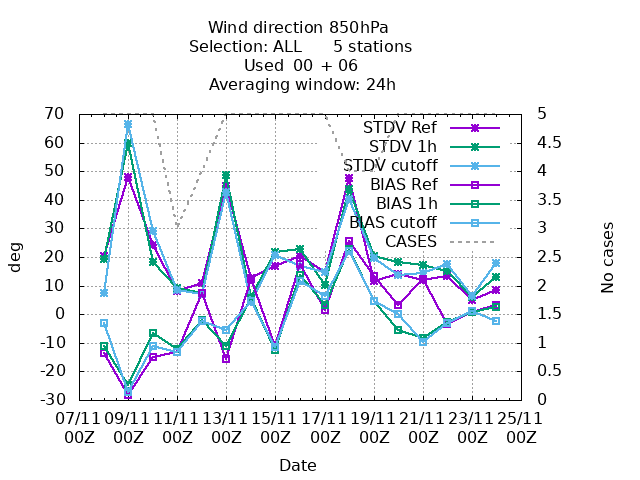 Wind direction 850hPa
Selection: ALL 5 stations
Used 00 + 06
Averaging window: 24h
70 5
STDV Ref
60 4.5
STDV 1h
50 4
STDV cutoff
BIAS Ref
40 3.5
BIAS 1h
30 3
BIAS cutoff
CASES
20 2.5
10 2
0 1.5
-10 1
-20 0.5
-30 0
deg
No cases
07/11 09/11 11/11 13/11 15/11 17/11 19/11 21/11 23/11 25/11
00Z 00Z 00Z 00Z 00Z 00Z 00Z 00Z 00Z 00Z
Date